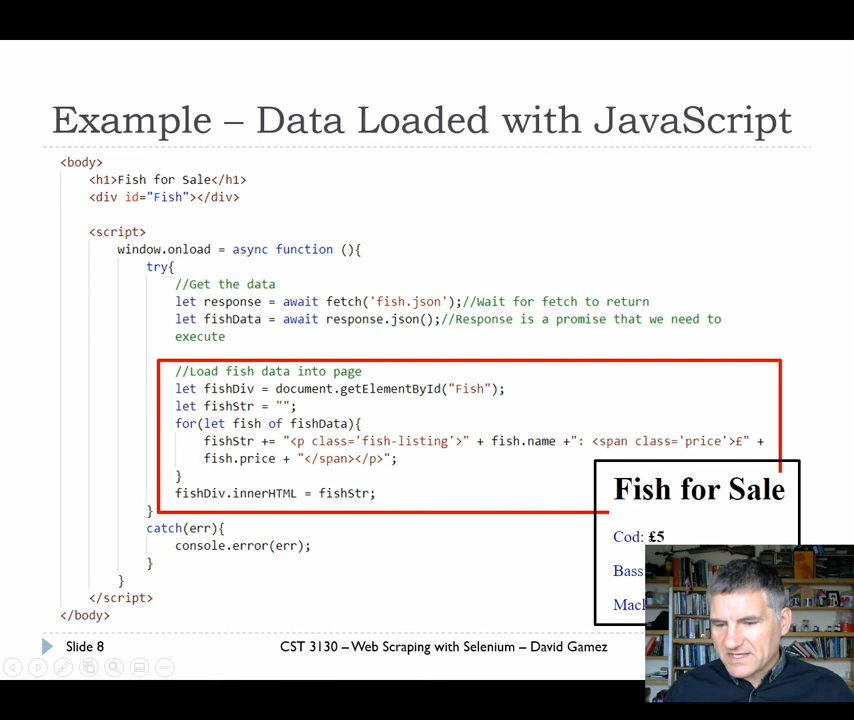 Example – Data Loaded with JavaScript
<body>
<h1>Fish for Sale</h1>
<div id="Fish"></div>
<script>
window.onload = async function (){
try{
//Get the data
let response = await fetch('fish.json');//Wait for fetch to return
let fishData = await response.json();//Response is a promise that we need to
execute
//Load fish data into page
let fishDiv = document.getElementById("Fish");
let fishStr = "";
for(let fish of fishData){
fishStr += "<p class='fish-listing'>" + fish.name +": <span class='price'>£" +
fish.price + "</span></p>";
}
fishDiv.innerHTML = fishStr;
}
catch(err){
console.error(err);
}
}
</script>
</body>
Fish for Sale
Cod: £5
Bass
Slide 8
CST 3130 – Web Scraping with Selenium – David Gamez